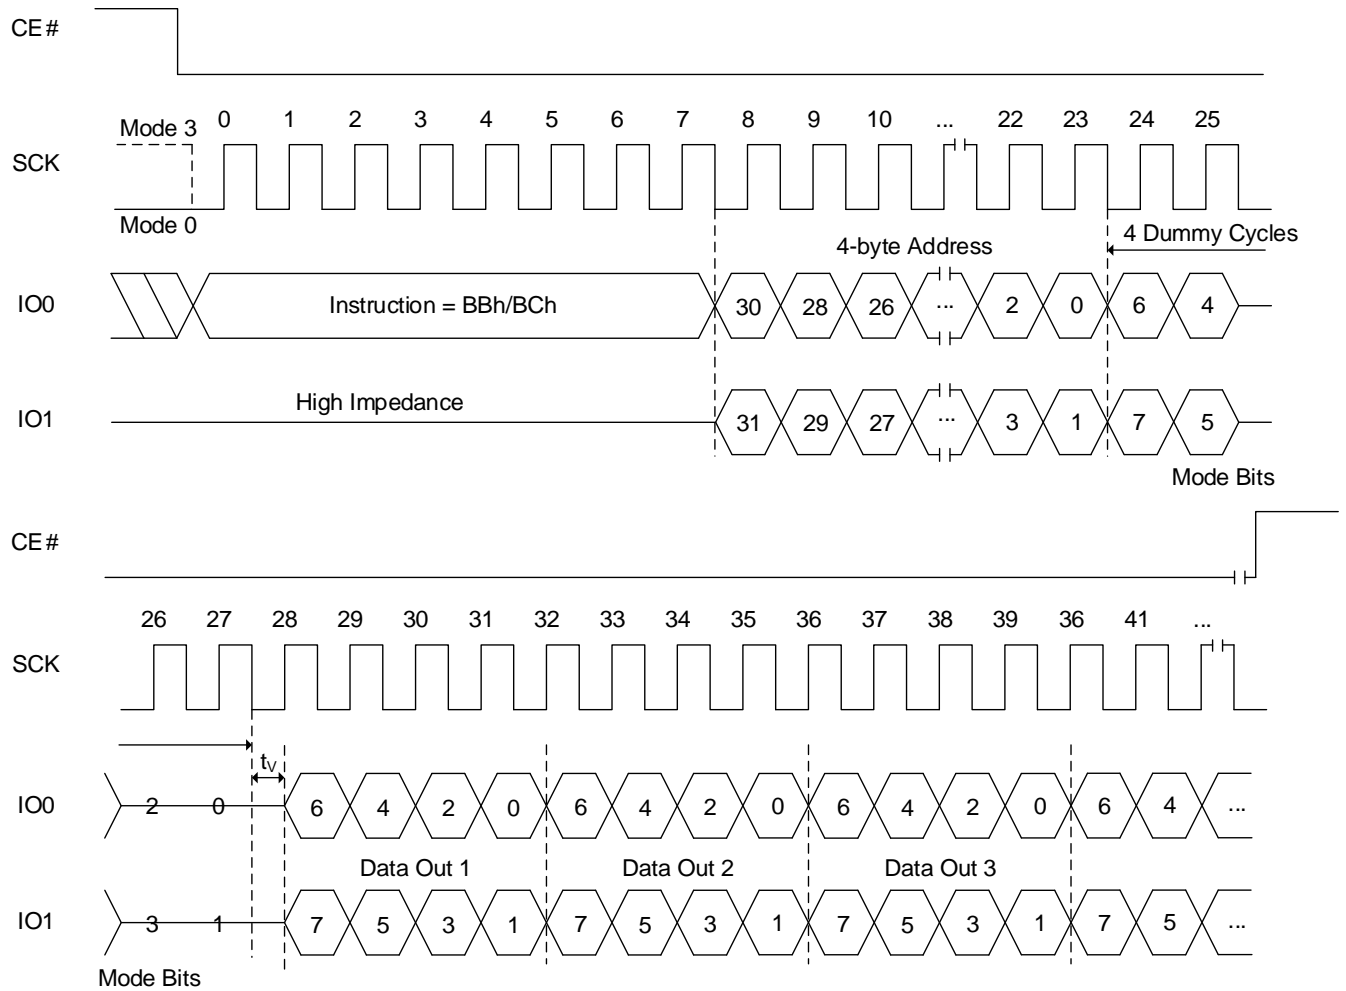 CE#
Mode 3 0 1 2 3 4 5 6 7 8 9 10 ... 22 23 24 25
SCK
Mode 0
4-byte Address 4 Dummy Cycles
IO0 Instruction = BBh/BCh 30 28 26 ... 2 0 6 4
High Impedance
IO1 31 29 27 ... 3 1 7 5
Mode Bits
CE#
26 27 28 29 30 31 32 33 34 35 36 37 38 39 36 41 ...
SCK
tV
IO0 2 0 6 4 2 0 6 4 2 0 6 4 2 0 6 4 ...
Data Out 1 Data Out 2 Data Out 3
IO1 3 1 7 5 3 1 7 5 3 1 7 5 3 1 7 5 ...
Mode Bits